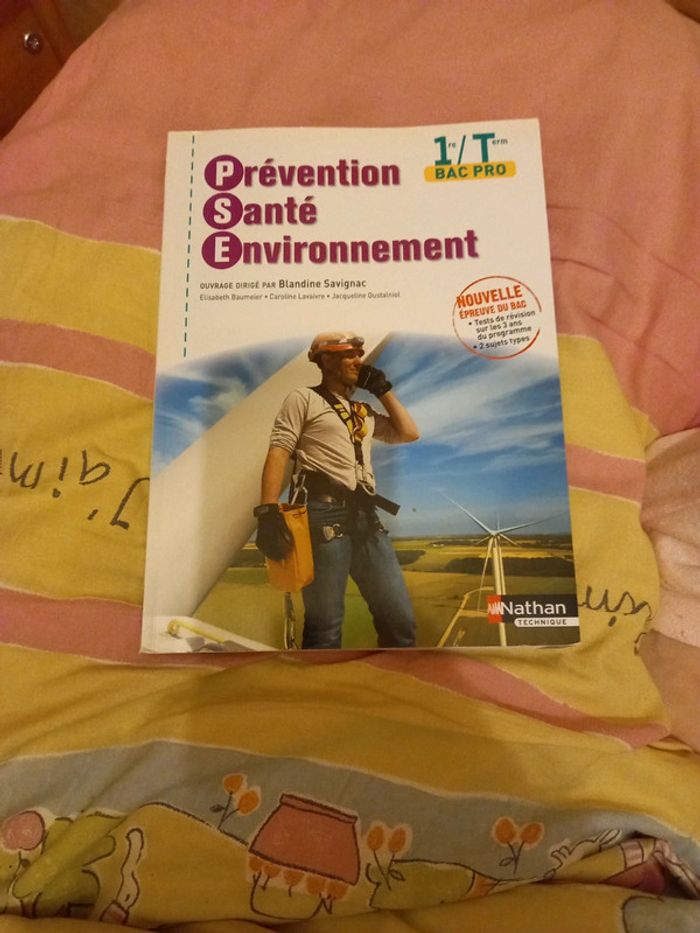 1re/Term
BAC PRO
Prévention
Santé
Environnement
OUVRAGE DIRIGÉ PAR Blandine Savignac
Elisabeth Baumeier • Caroline Lavaivre • Jacqueline Oustalniol
NOUVELLE
ÉPREUVE DU BAC
• Tests de révision
sur les 3 ans
du programme
• 2 sujets types
j'aim
Nathan
TECHNIQUE